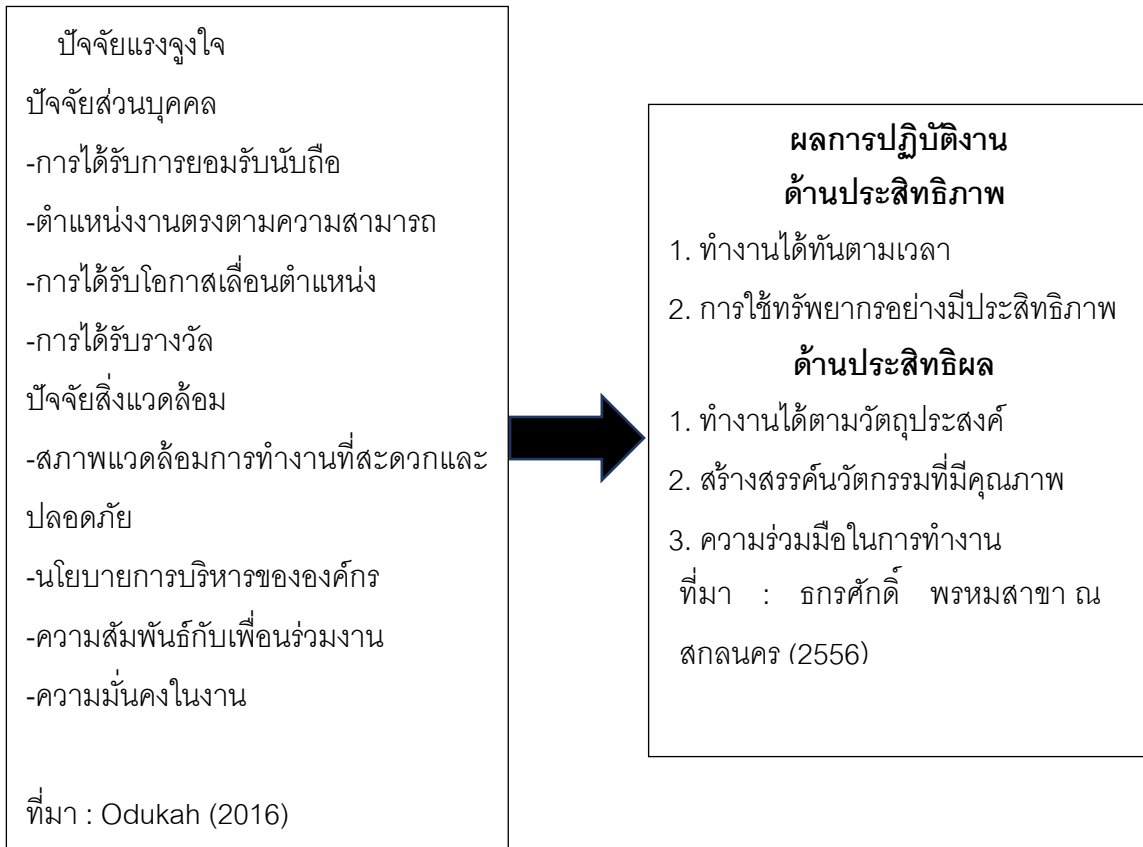 ปัจจัยแรงจูงใจ
ปัจจัยส่วนบุคคล
-การได้รับการยอมรับนับถือ
-ตำแหน่งงานตรงตามความสามารถ
-การได้รับโอกาสเลื่อนตำแหน่ง
-การได้รับรางวัล
ปัจจัยสิ่งแวดล้อม
-สภาพแวดล้อมการทำงานที่สะดวกและ
ปลอดภัย
-นโยบายการบริหารขององค์กร
-ความสัมพันธ์กับเพื่อนร่วมงาน
-ความมั่นคงในงาน
ที่มา : Odukah (2016)
ผลการปฏิบัติงาน
ด้านประสิทธิภาพ
1. ทำงานได้ทันตามเวลา
2. การใช้ทรัพยากรอย่างมีประสิทธิภาพ
ด้านประสิทธิผล
1. ทำงานได้ตามวัตถุประสงค์
2. สร้างสรรค์นวัตกรรมที่มีคุณภาพ
3. ความร่วมมือในการทำงาน
ที่มา : ธกรศักดิ์ พรหมสาขา ณ
สกลนคร (2556)